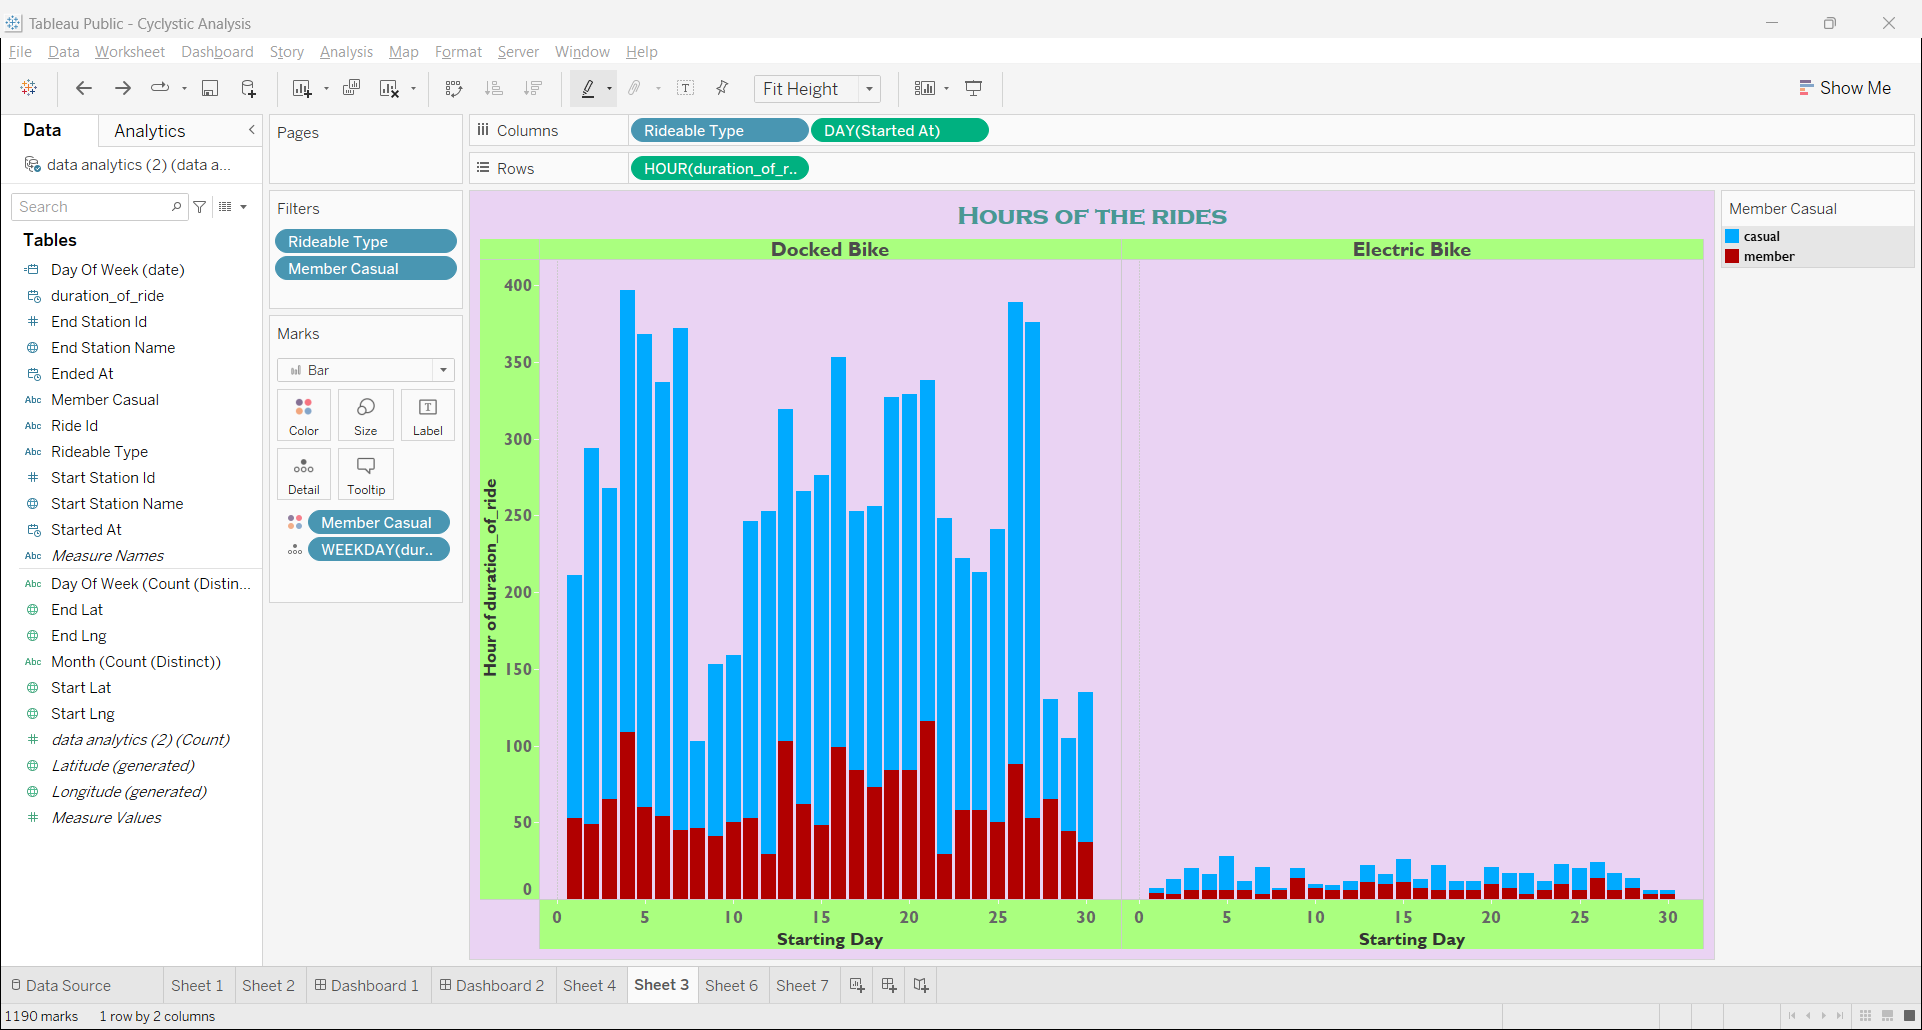 Tableau Public - Cyclystic Analysis
File Data Worksheet Dashboard Story Analysis Map Format Server Window Help
Fit Height
Show Me
Data
Analytics
data analytics (2) (data a...
Search
Tables
Day Of Week (date)
duration_of_ride
End Station Id
End Station Name
Ended At
Abc Member Casual
Abc Ride Id
Abc Rideable Type
Start Station Id
Start Station Name
Started At
Abc Measure Names
Abc Day Of Week (Count (Distin...
End Lat
End Lng
Abc Month (Count (Distinct))
Start Lat
Start Lng
data analytics (2) (Count)
Latitude (generated)
Longitude (generated)
Measure Values
Pages
Filters
Rideable Type
Member Casual
Marks
Bar
Color Size Label
Detail Tooltip
Member Casual
WEEKDAY(dur..
Columns Rideable Type DAY(Started At)
Rows HOUR(duration_of_r..
Hours of the rides
Docked Bike Electric Bike
Hour of duration_of_ride
400
350
300
250
200
150
100
50
0
0 5 10 15 20 25 30 0 5 10 15 20 25 30
Starting Day Starting Day
Member Casual
casual
member
Data Source Sheet 1 Sheet 2 Dashboard 1 Dashboard 2 Sheet 4 Sheet 3 Sheet 6 Sheet 7
1190 marks 1 row by 2 columns